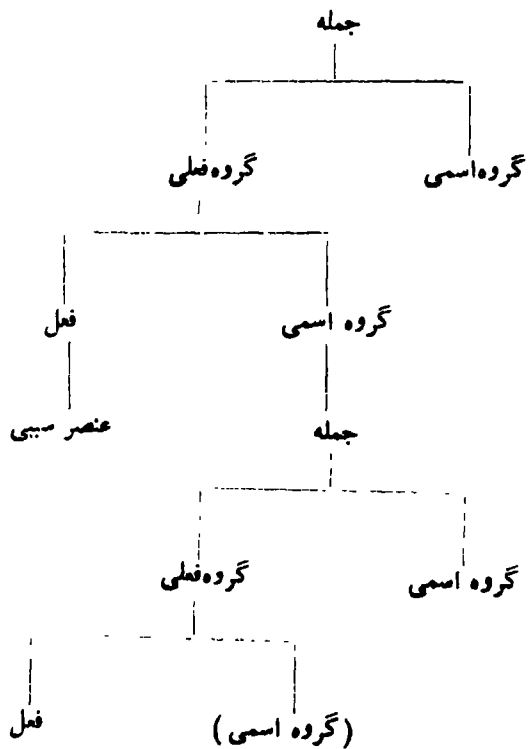 جمله
گروه اسمی گروه فعلی
گروه اسمی فعل
جمله عنصر سببی
گروه اسمی گروه فعلی
(گروه اسمی) فعل